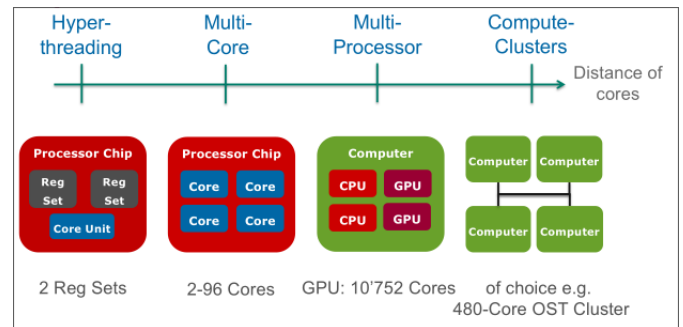 Hyper-
threading
Multi-
Core
Multi-
Processor
Compute-
Clusters
Distance of
cores
Processor Chip
Reg
Set
Reg
Set
Core Unit
Processor Chip
Core
Core
Core
Core
Computer
CPU
GPU
CPU
GPU
Computer
Computer
Computer
Computer
2 Reg Sets
2-96 Cores
GPU: 10’752 Cores
of choice e.g.
480-Core OST Cluster